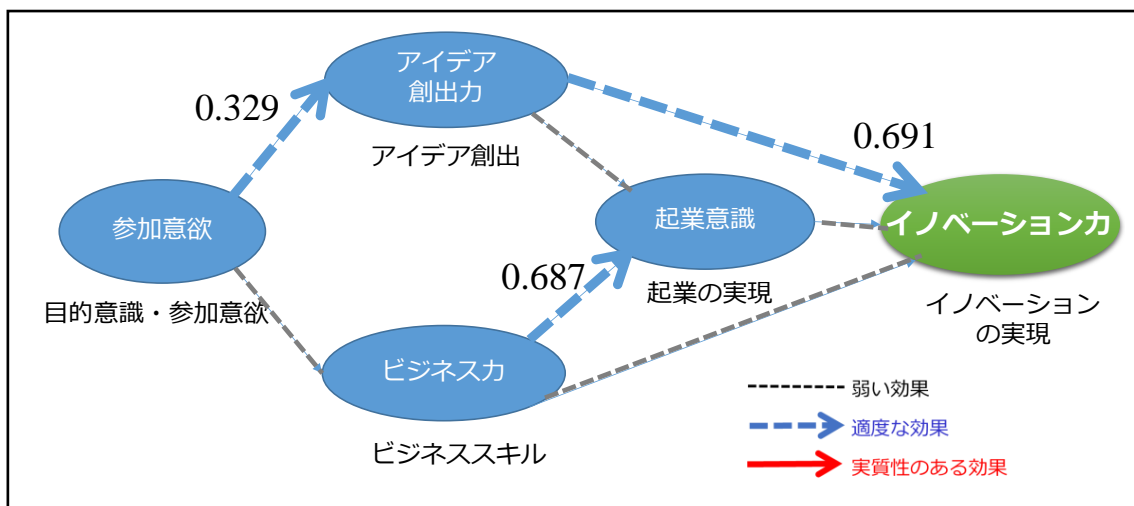 アイデア
創出力
アイデア創出
0.329
0.691
参加意欲
目的意識・参加意欲
起業意識
起業の実現
0.687
イノベーション力
イノベーション
の実現
ビジネス力
ビジネススキル
弱い効果
適度な効果
実質性のある効果